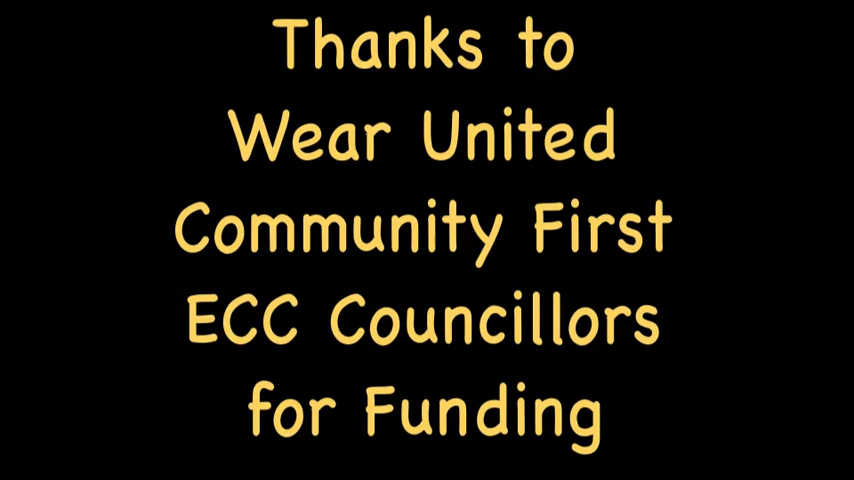 Thanks to
Wear United
Community First
ECC Councillors
for Funding